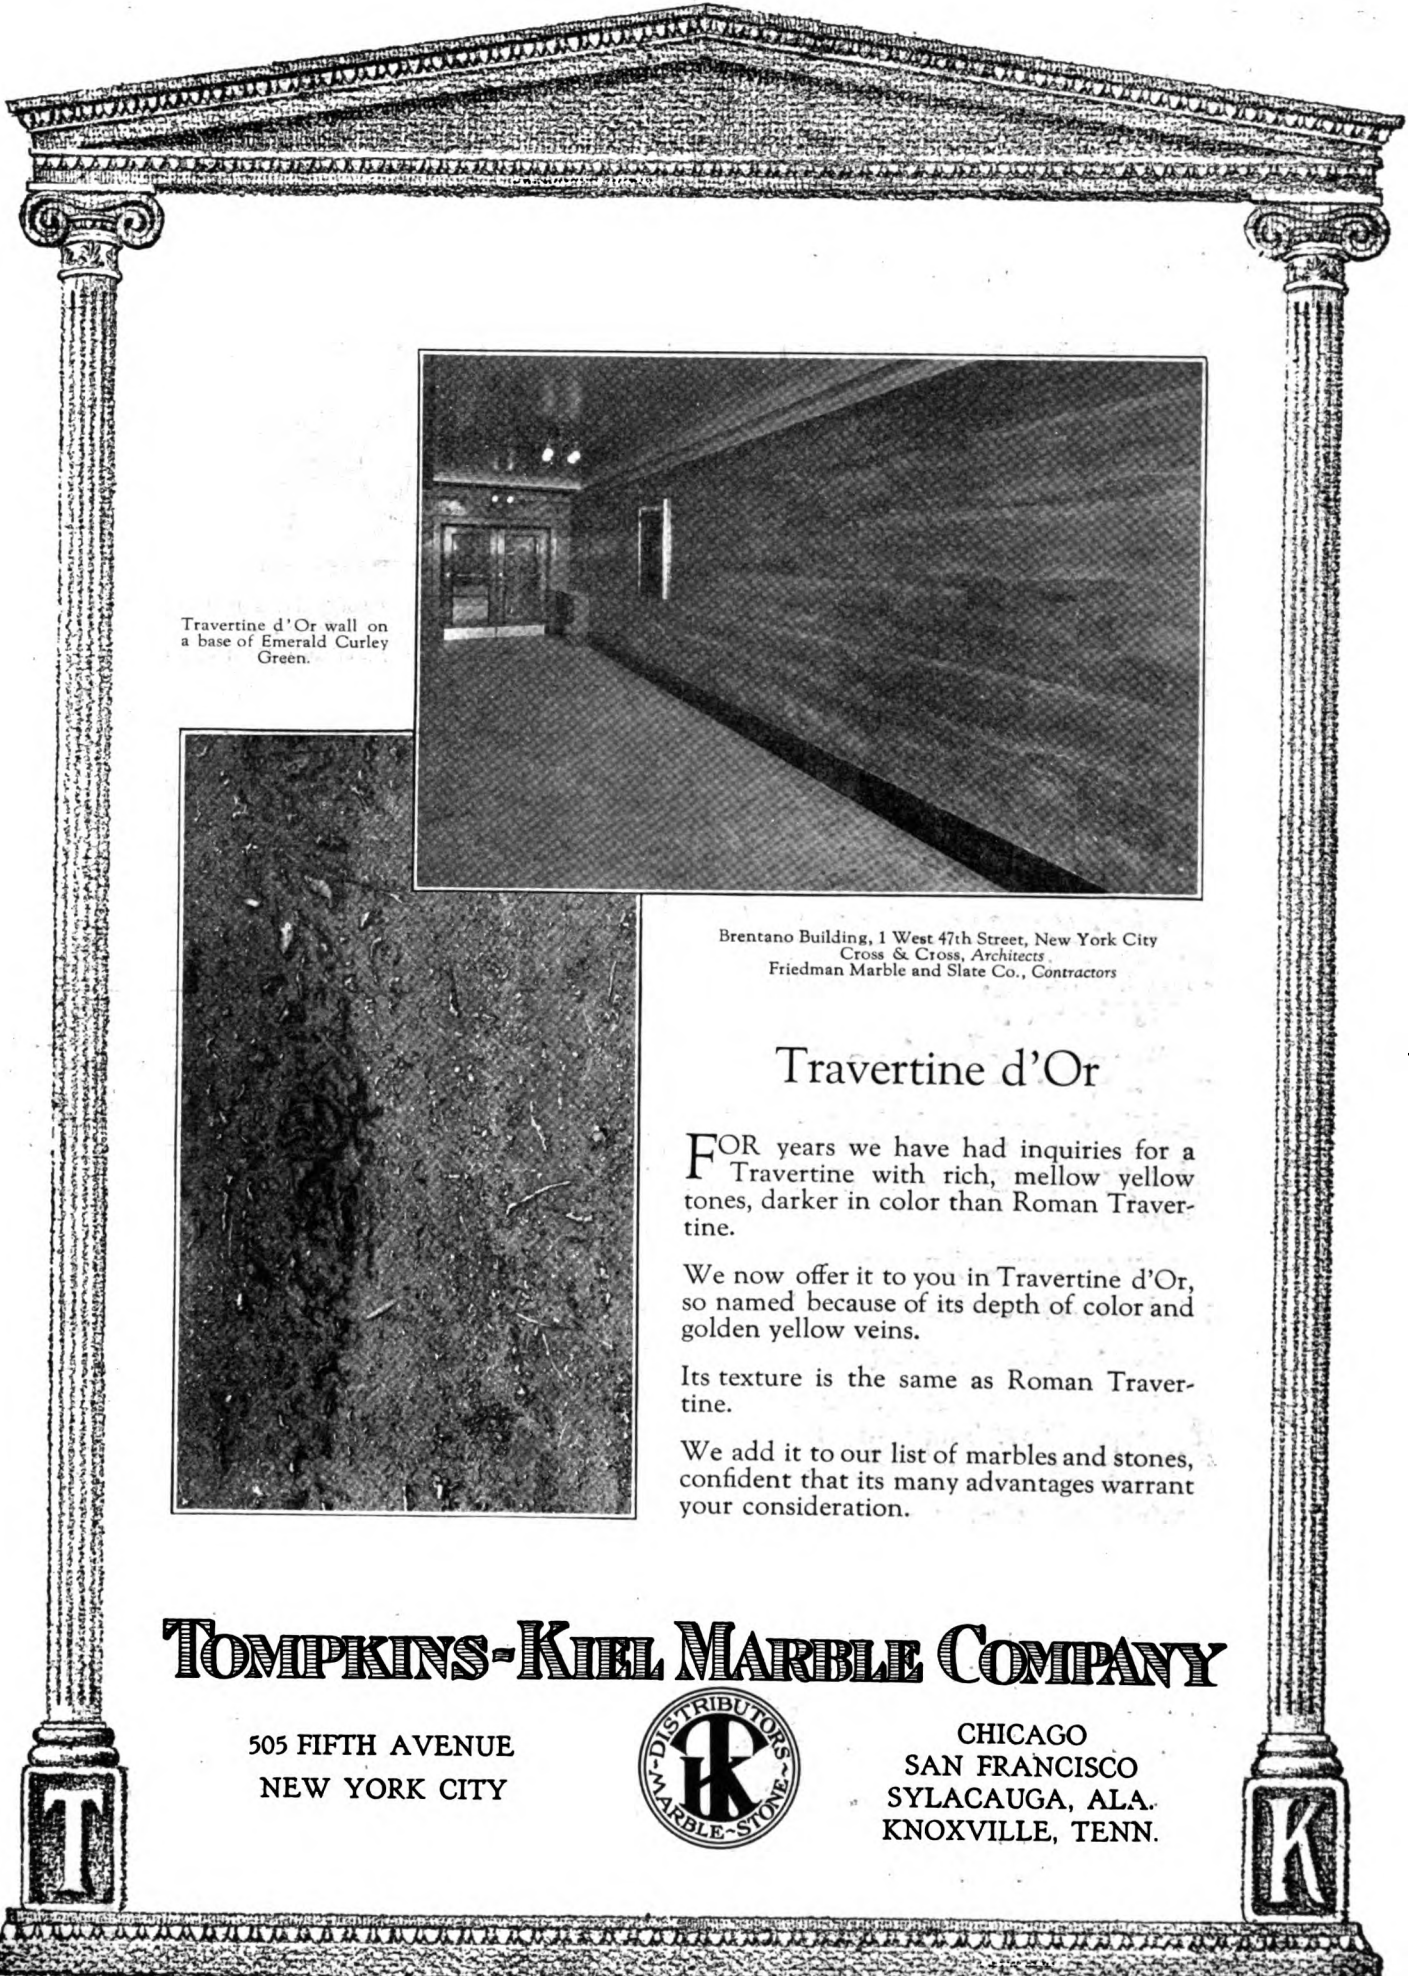 Travertine d'Or wall on
a base of Emerald Curley
Green.
Brentano Building, 1 West 47th Street, New York City
Cross & Cross, Architects
Friedman Marble and Slate Co., Contractors
Travertine d'Or
FOR years we have had inquiries for a
Travertine with rich, mellow yellow
tones, darker in color than Roman Traver-
tine.
We now offer it to you in Travertine d'Or,
so named because of its depth of color and
golden yellow veins.
Its texture is the same as Roman Traver-
tine.
We add it to our list of marbles and stones,
confident that its many advantages warrant
your consideration.
TOMPKINS-KIEL MARBLE COMPANY
505 FIFTH AVENUE
NEW YORK CITY
DISTRIBUTORS
MARBLE~STONE
TK
CHICAGO
SAN FRANCISCO
SYLACAUGA, ALA.
KNOXVILLE, TENN.
T
K